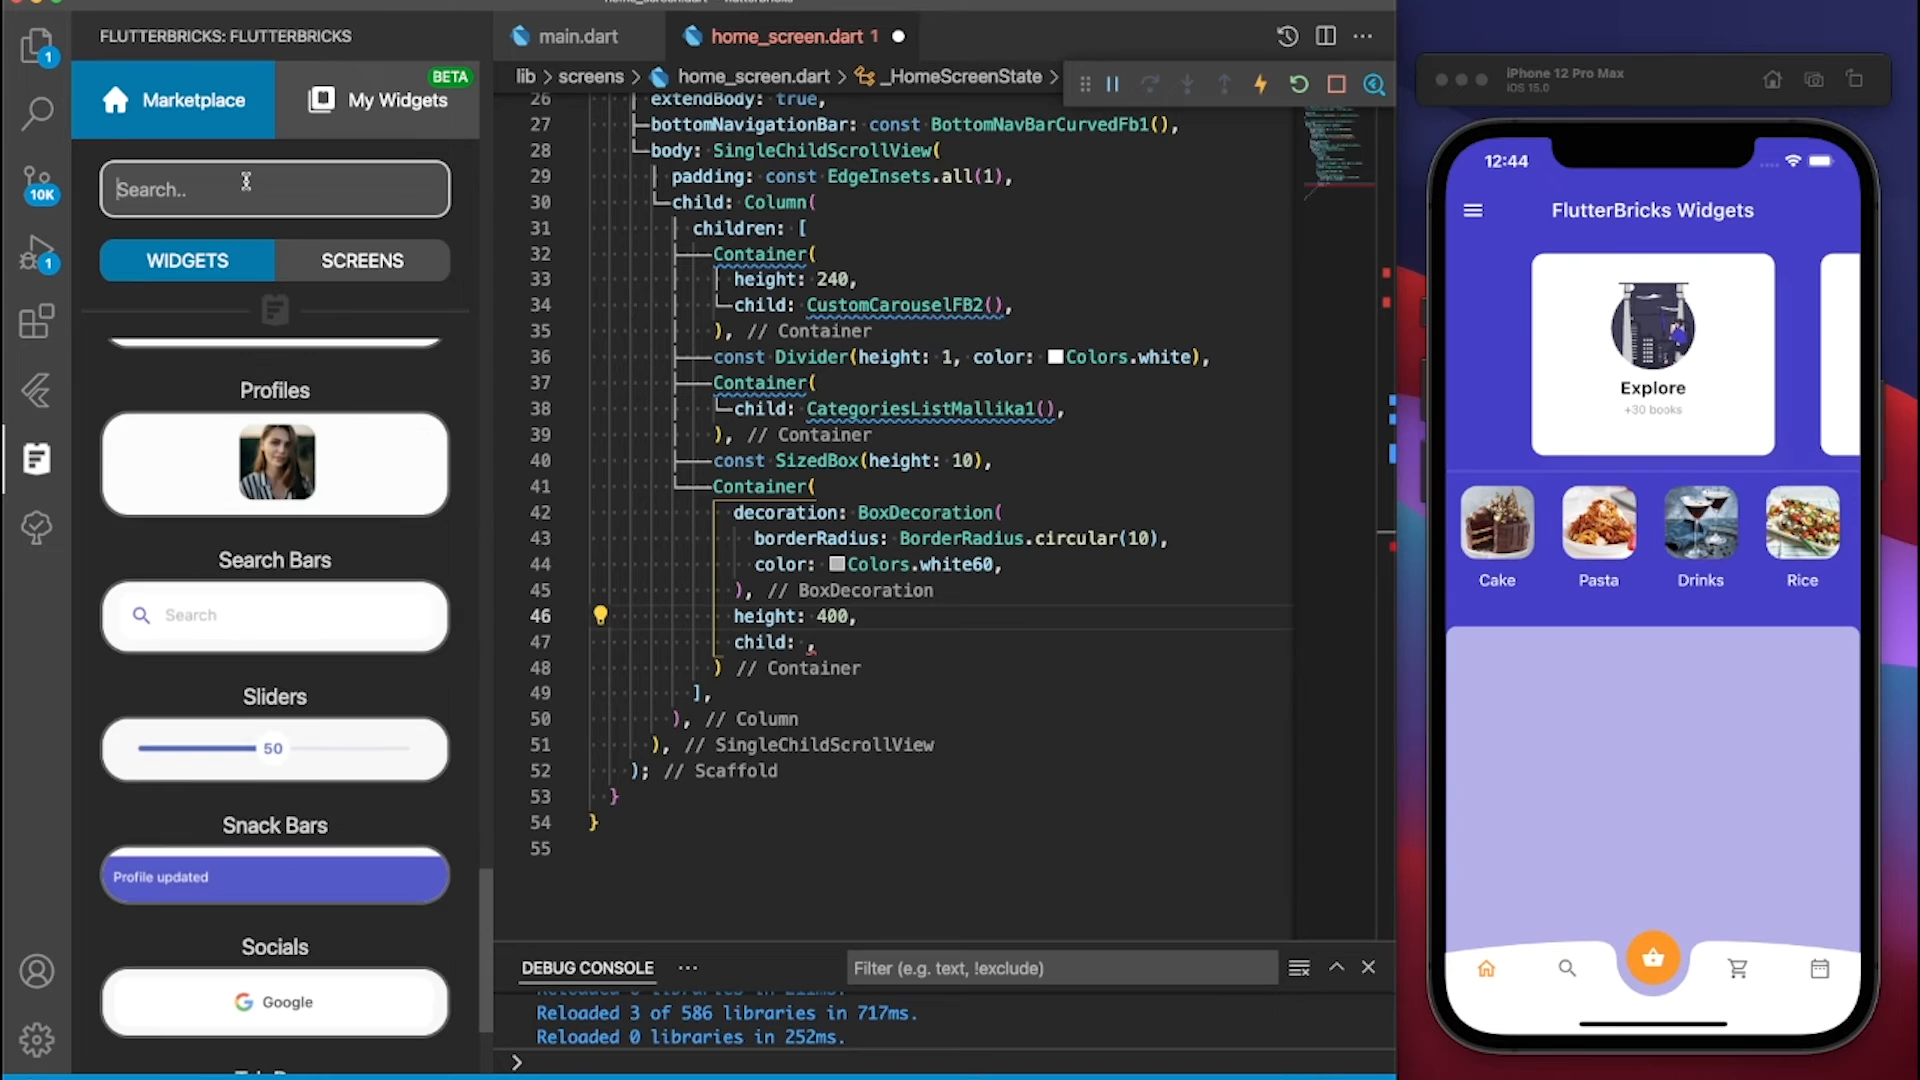 FLUTTERBRICKS: FLUTTERBRICKS
Marketplace
My Widgets
BETA
Search..
WIDGETS
SCREENS
Profiles
Search Bars
Search
Sliders
50
Snack Bars
Profile updated
Socials
Google
1
10K
1
main.dart
home_screen.dart 1
lib > screens > home_screen.dart > _HomeScreenState >
26 extendBody: true,
27 bottomNavigationBar: const BottomNavBarCurvedFb1(),
28 body: SingleChildScrollView(
29 padding: const EdgeInsets.all(1),
30 child: Column(
31 children: [
32 Container(
33 height: 240,
34 child: CustomCarouselFB2(),
35 ), // Container
36 const Divider(height: 1, color: Colors.white),
37 Container(
38 child: CategoriesListMallika1(),
39 ), // Container
40 const SizedBox(height: 10),
41 Container(
42 decoration: BoxDecoration(
43 borderRadius: BorderRadius.circular(10),
44 color: Colors.white60,
45 ), // BoxDecoration
46 height: 400,
47 child: ,
48 ) // Container
49 ],
50 ), // Column
51 ), // SingleChildScrollView
52 ); // Scaffold
53 }
54 }
55
DEBUG CONSOLE
Filter (e.g. text, !exclude)
Reloaded 3 of 586 libraries in 717ms.
Reloaded 0 libraries in 252ms.
>
iPhone 12 Pro Max
iOS 15.0
12:44
FlutterBricks Widgets
Explore
+30 books
Cake
Pasta
Drinks
Rice